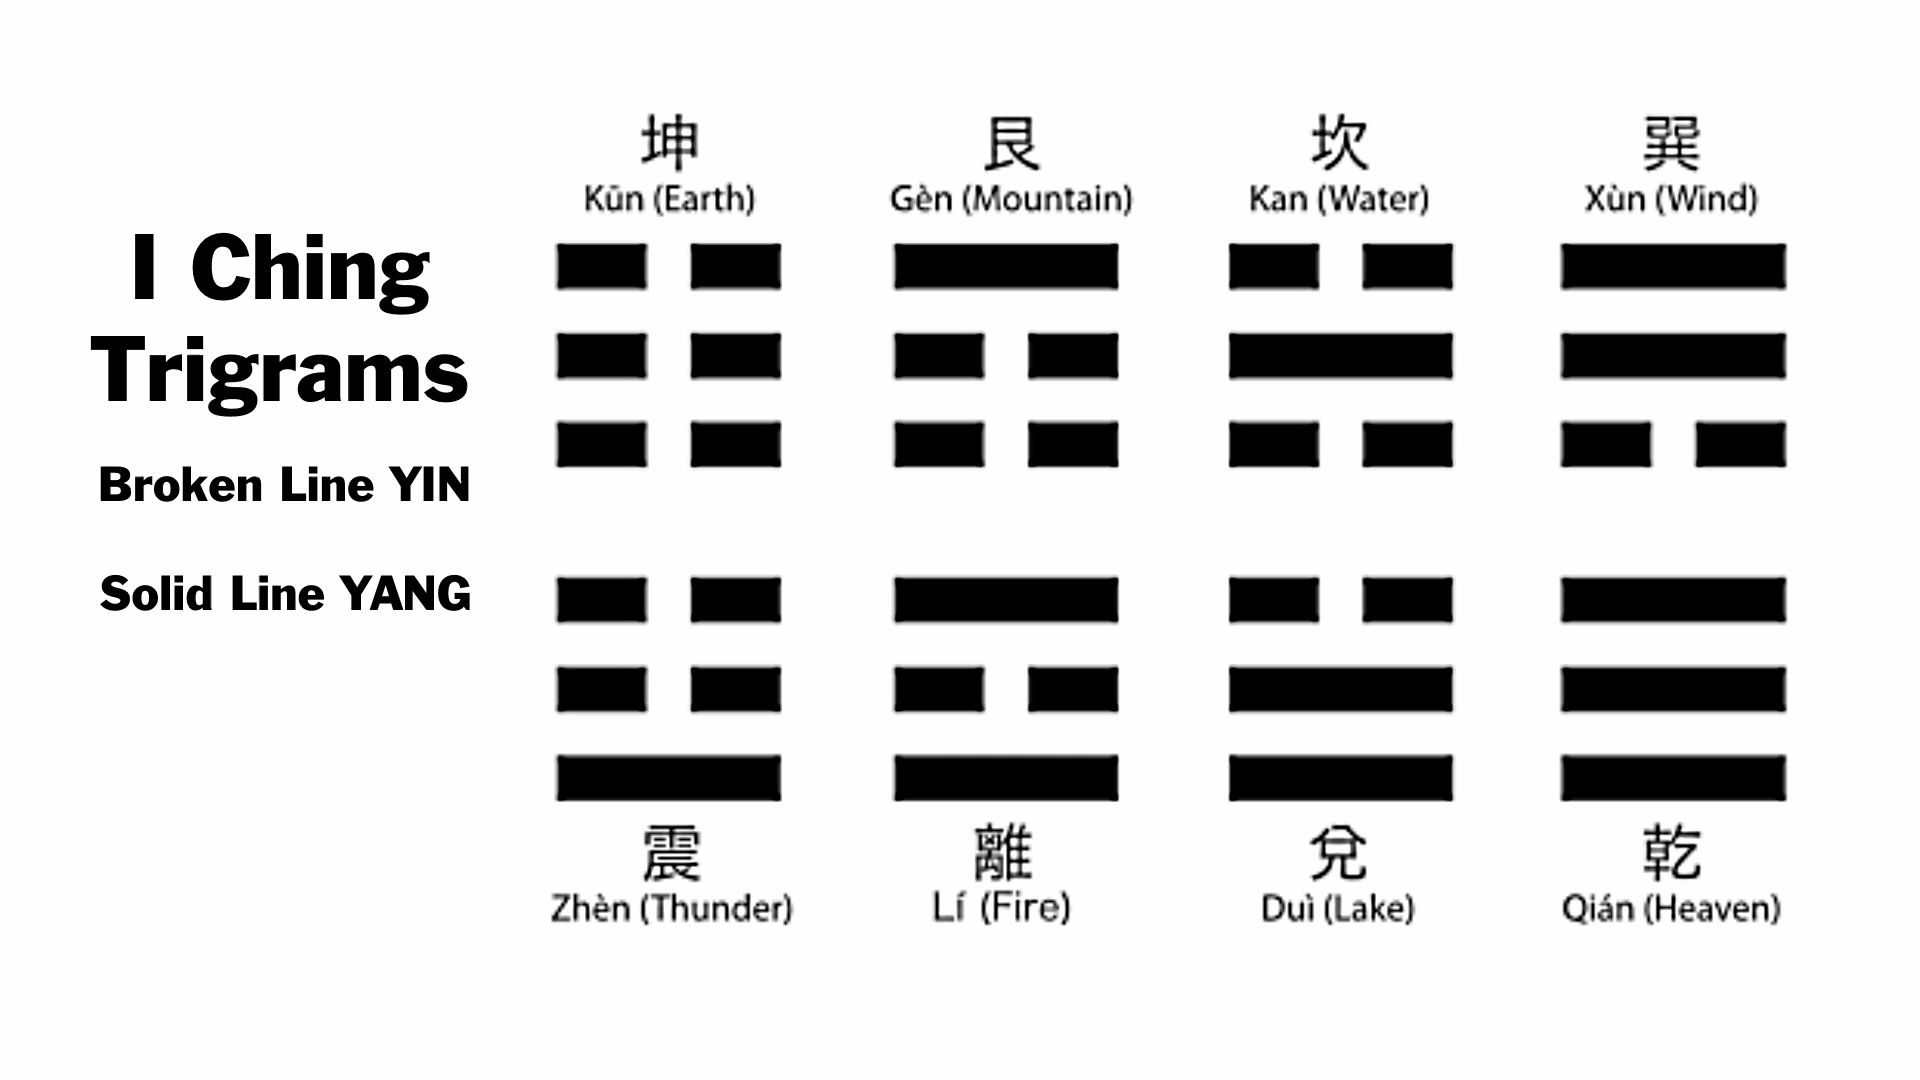 I Ching
Trigrams
Broken Line YIN
Solid Line YANG
坤
Kūn (Earth)
艮
Gèn (Mountain)
坎
Kan (Water)
巽
Xùn (Wind)
震
Zhèn (Thunder)
離
Lí (Fire)
兌
Duì (Lake)
乾
Qián (Heaven)